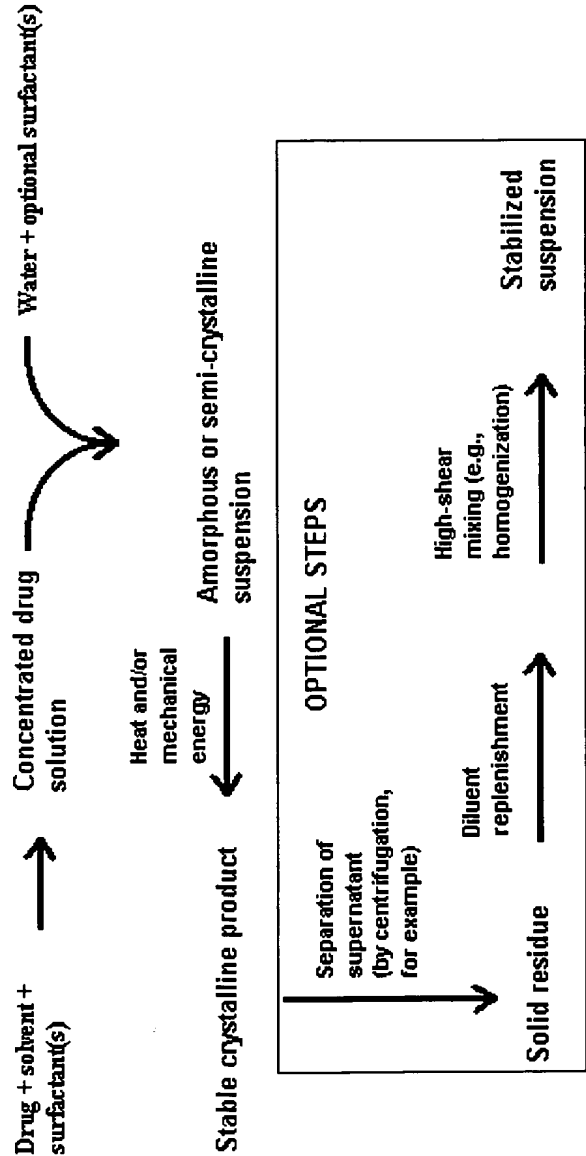 Drug + solvent +
surfactant(s)
Concentrated drug
solution
Water + optional surfactant(s)
Heat and/or
mechanical
energy
Amorphous or semi-crystalline
suspension
Stable crystalline product
OPTIONAL STEPS
Separation of
supernatant
(by centrifugation,
for example)
Solid residue
Diluent
replenishment
High-shear
mixing (e.g.,
homogenization)
Stabilized
suspension